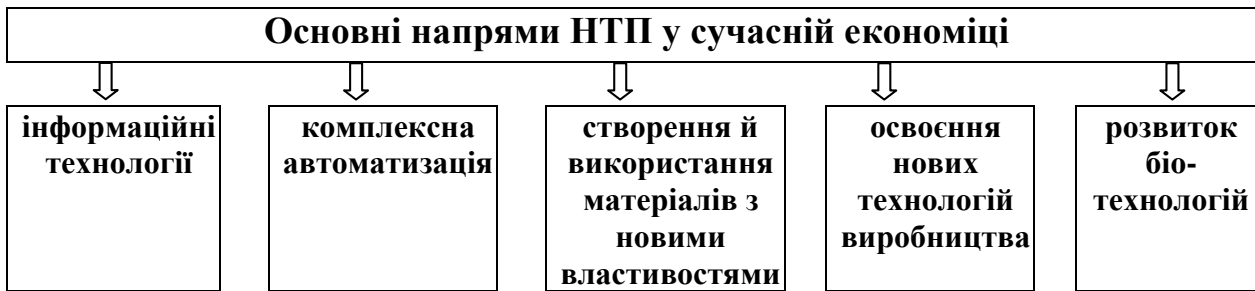 Основні напрями НТП у сучасній економіці
інформаційні
технології
комплексна
автоматизація
створення й
використання
матеріалів з
новими
властивостями
освоєння
нових
технологій
виробництва
розвиток
біо-
технологій